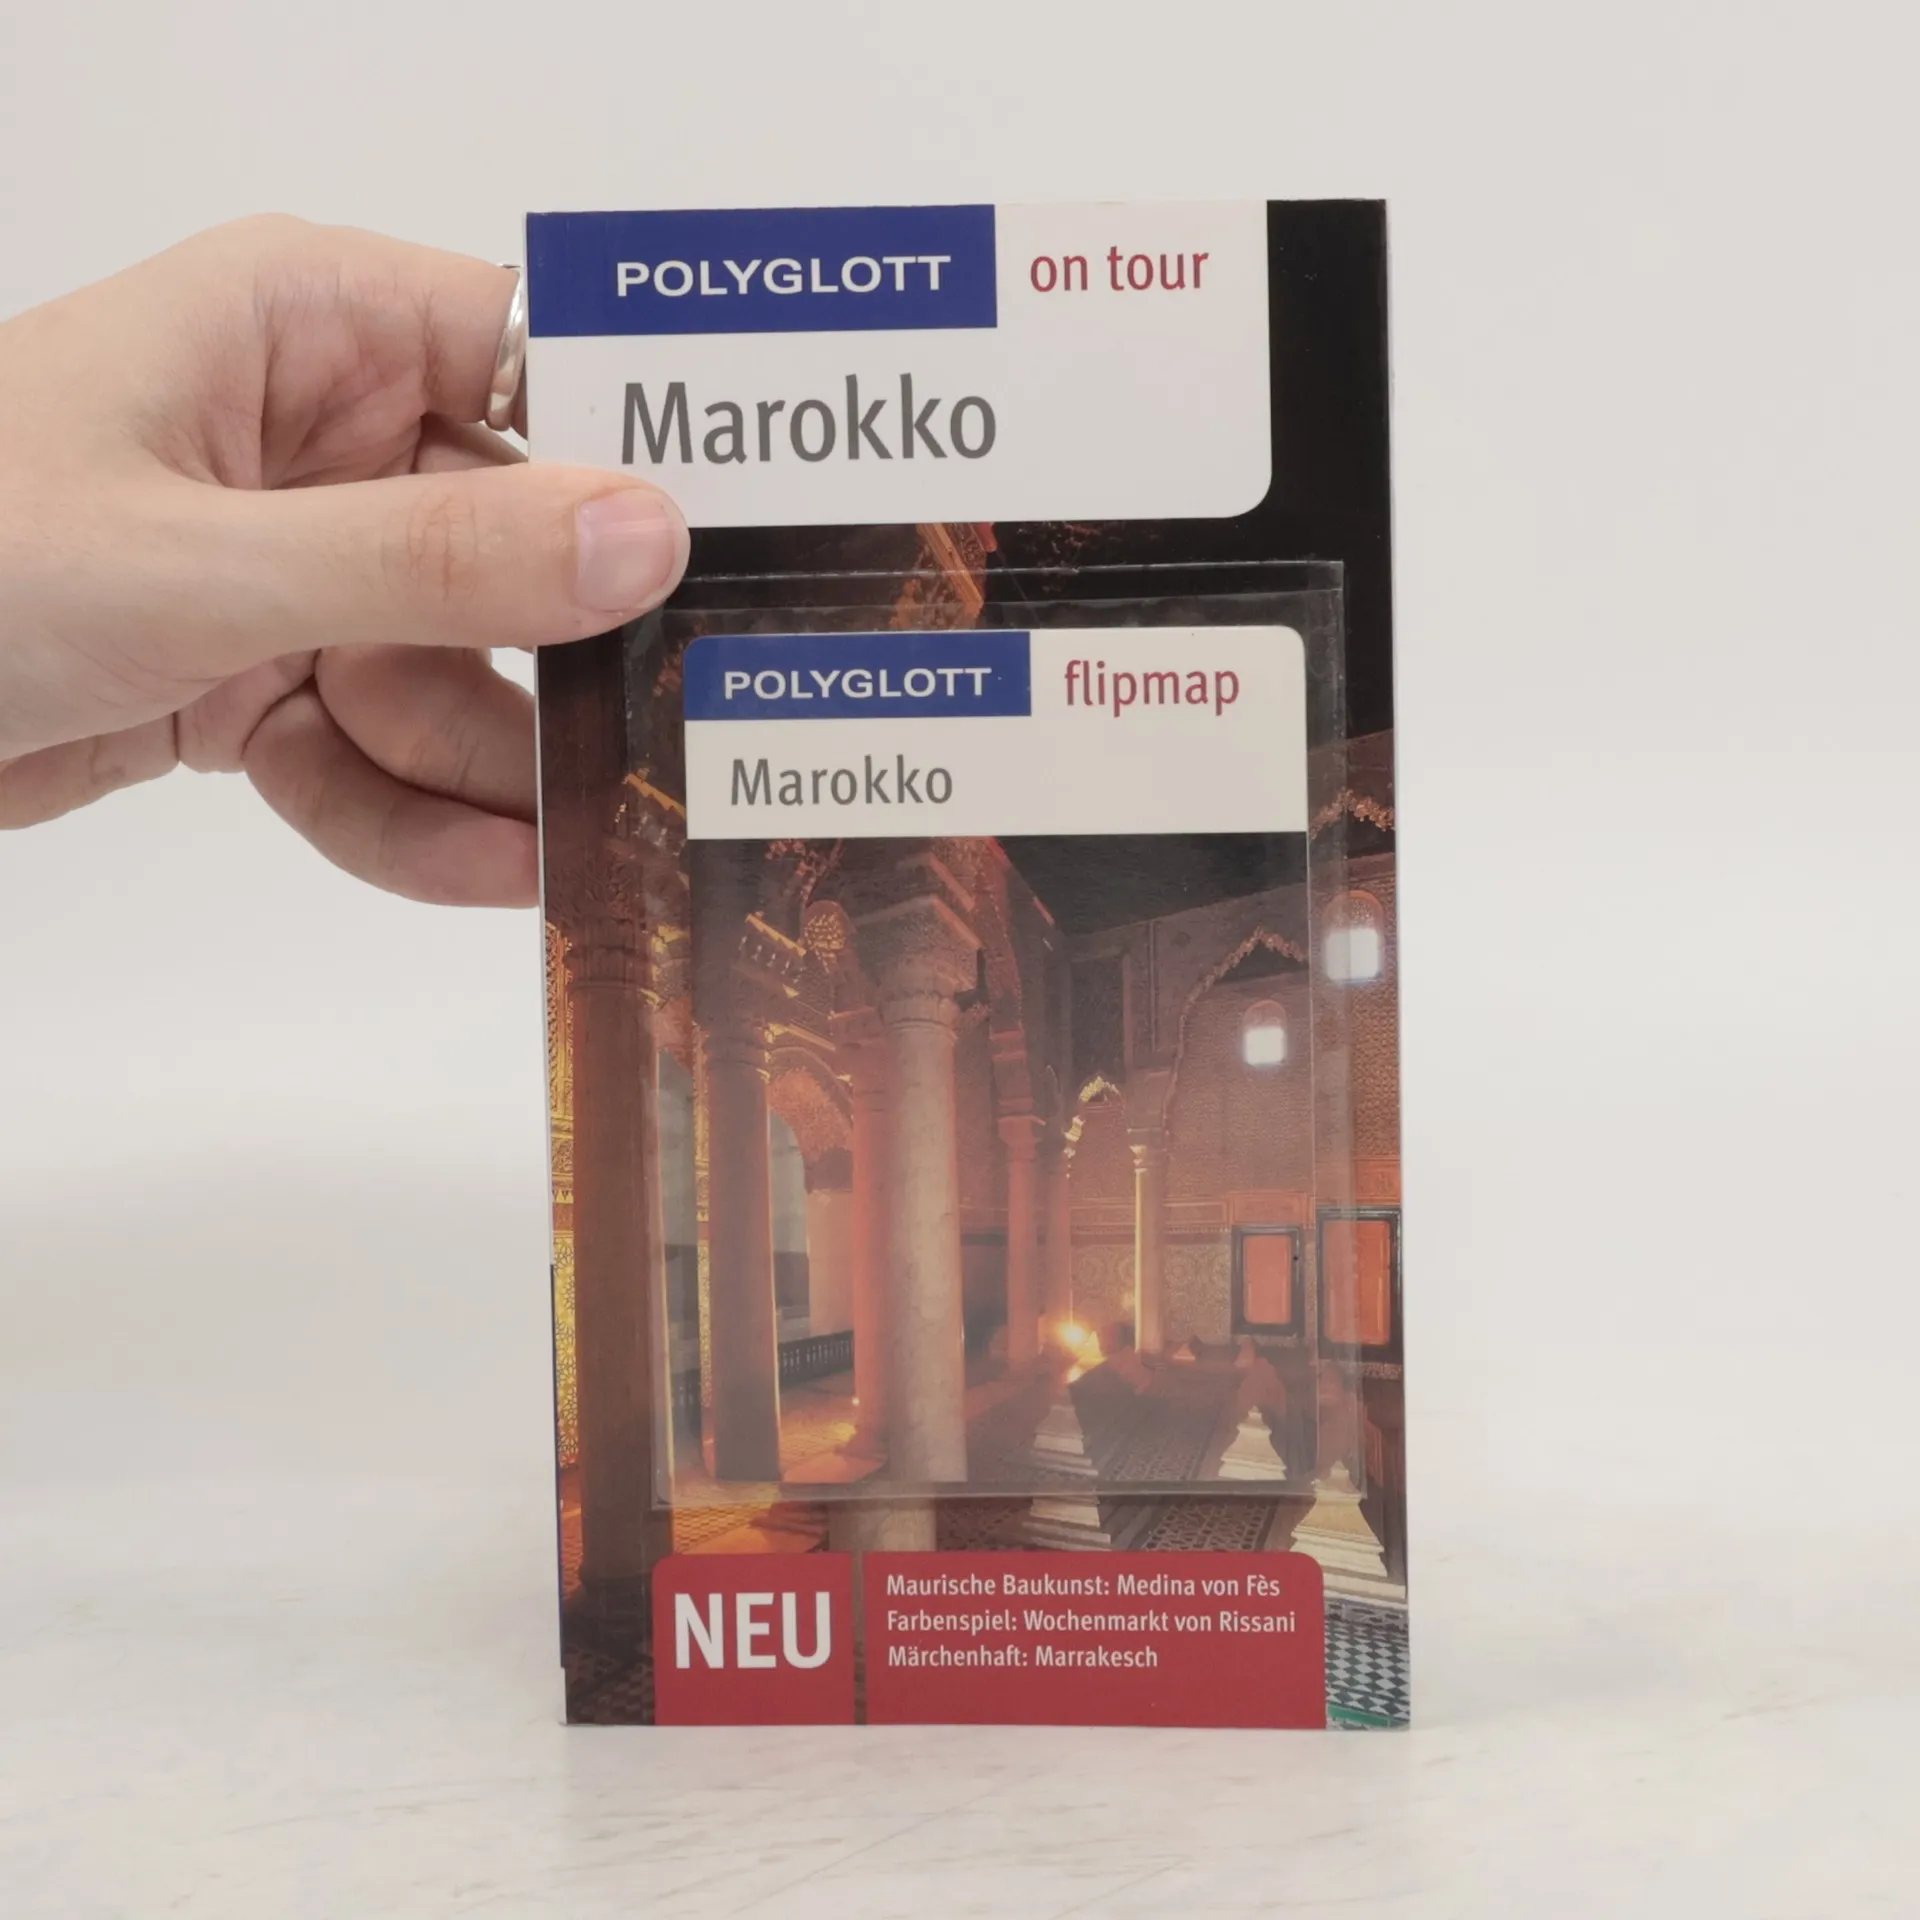 POLYGLOTT on tour
Marokko
POLYGLOTT flipmap
Marokko
NEU
Maurische Baukunst: Medina von Fès
Farbenspiel: Wochenmarkt von Rissani
Märchenhaft: Marrakesch